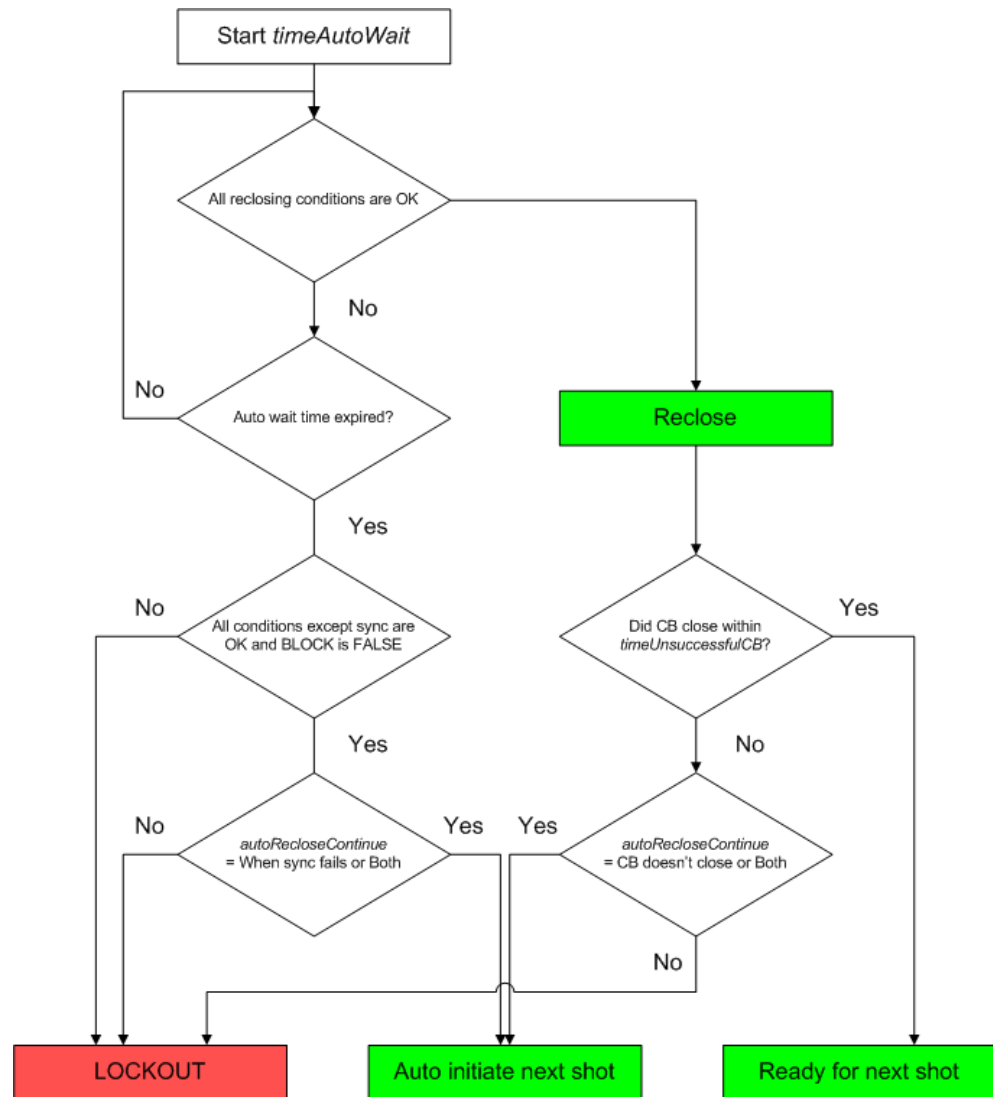 Start timeAutoWait
All reclosing conditions are OK
No
No
Auto wait time expired?
Reclose
Yes
No
All conditions except sync are
OK and BLOCK is FALSE
Did CB close within
timeUnsuccessfulCB?
Yes
Yes
No
No
autoRecloseContinue
= When sync fails or Both
Yes
Yes
autoRecloseContinue
= CB doesn't close or Both
No
LOCKOUT
Auto initiate next shot
Ready for next shot